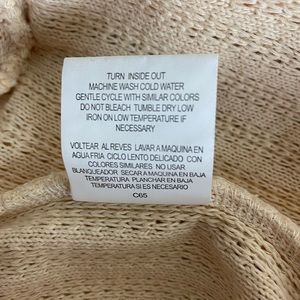 TURN INSIDE OUT
MACHINE WASH COLD WATER
GENTLE CYCLE WITH SIMILAR COLORS
DO NOT BLEACH TUMBLE DRY LOW
IRON ON LOW TEMPERATURE IF
NECESSARY
VOLTEAR AL REVES LAVAR A MAQUINA EN
AGUA FRIA CICLO LENTO DELICADO CON
COLORES SIMILARES NO USAR
BLANQUEADOR SECAR A MAQUINA EN BAJA
TEMPERATURA PLANCHAR EN BAJA
TEMPERATURA SI ES NECESARIO
C65